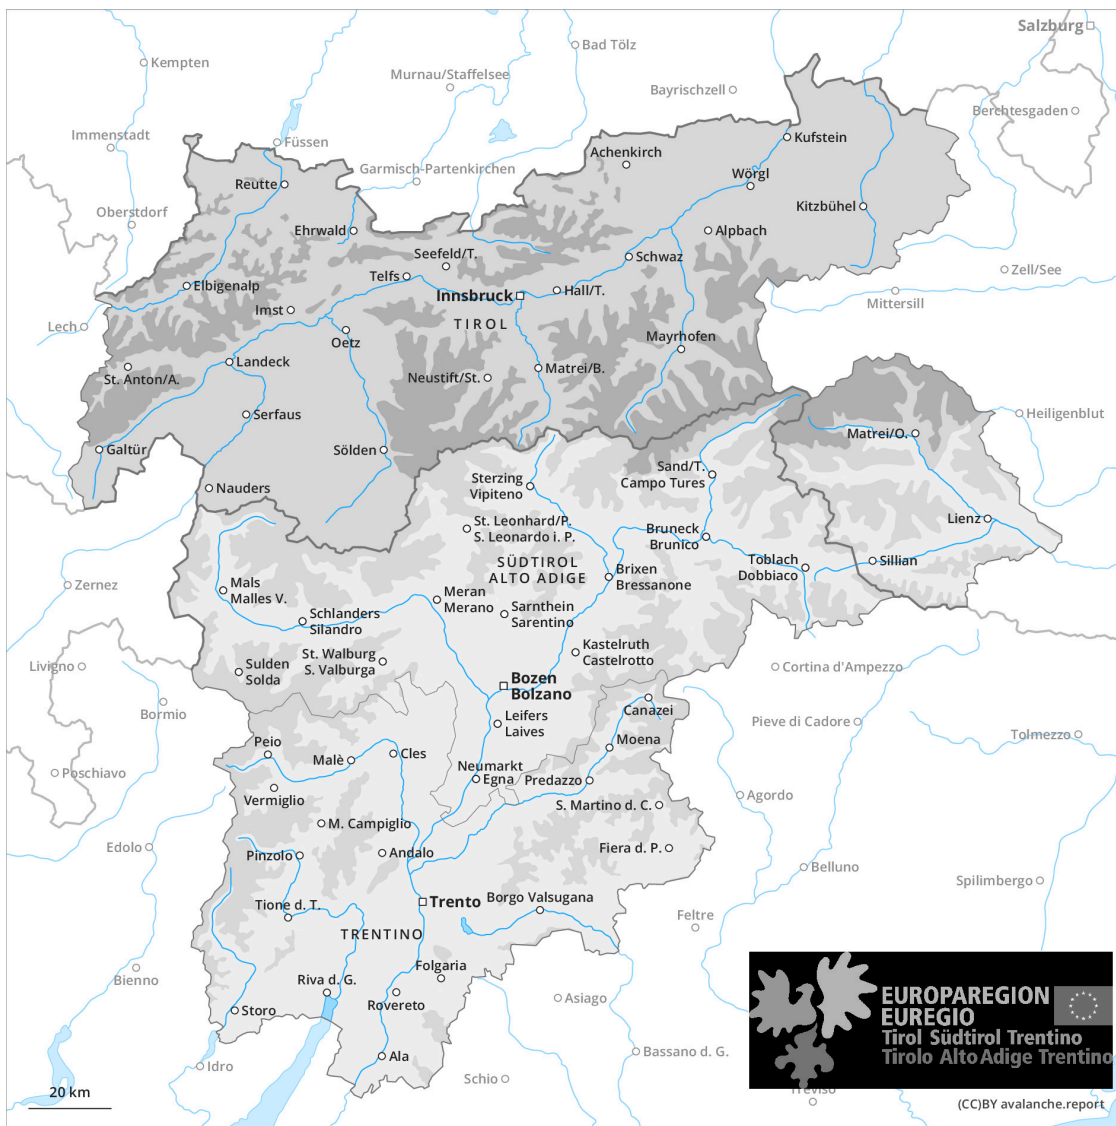 Salzburg
Bad Tölz
Kempten
Murnau/Staffelsee
Bayrischzell
Berchtesgaden
Immenstadt
Füssen
Kufstein
Achenkirch
Garmisch-Partenkirchen
Wörgl
Reutte
Kitzbühel
Oberstdorf
Ehrwald
Alpbach
Seefeld/T.
Schwaz
Telfs
Zell/See
Elbigenalp
Hall/T.
Innsbruck
Mittersill
Imst
Lech
TIROL
Oetz
Mayrhofen
Landeck
Matrei/B.
St. Anton/A.
Neustift/St.
Serfaus
Heiligenblut
Matrei/O.
Galtür
Sölden
Sand/T.
Campo Tures
Sterzing
Vipiteno
Nauders
St. Leonhard/P.
S. Leonardo i. P.
Lienz
Bruneck
Brunico
SÜDTIROL
ALTO ADIGE
Toblach
Dobbiaco
Sillian
Brixen
Bressanone
Zernez
Mals
Malles V.
Meran
Merano
Schlanders
Silandro
Sarnthein
Sarentino
Kastelruth
Castelrotto
St. Walburg
S. Valburga
Livigno
Sulden
Solda
Cortina d'Ampezzo
Bozen
Bolzano
Canazei
Bormio
Leifers
Laives
Pieve di Cadore
Tolmezzo
Peio
Moena
Cles
Malè
Poschiavo
Neumarkt
Egna
Predazzo
Vermiglio
Agordo
S. Martino d. C.
M. Campiglio
Edolo
Fiera d. P.
Pinzolo
Andalo
Belluno
Spilimbergo
Borgo Valsugana
Trento
Tione d. T.
Feltre
TRENTINO
Folgaria
Bienno
Riva d. G.
Rovereto
Asiago
Storo
EUROPAREGION
EUREGIO
Tirol Südtirol Trentino
Tirolo Alto Adige Trentino
Ala
Bassano d. G.
Idro
Schio
Treviso
20 km
(CC)BY avalanche.report